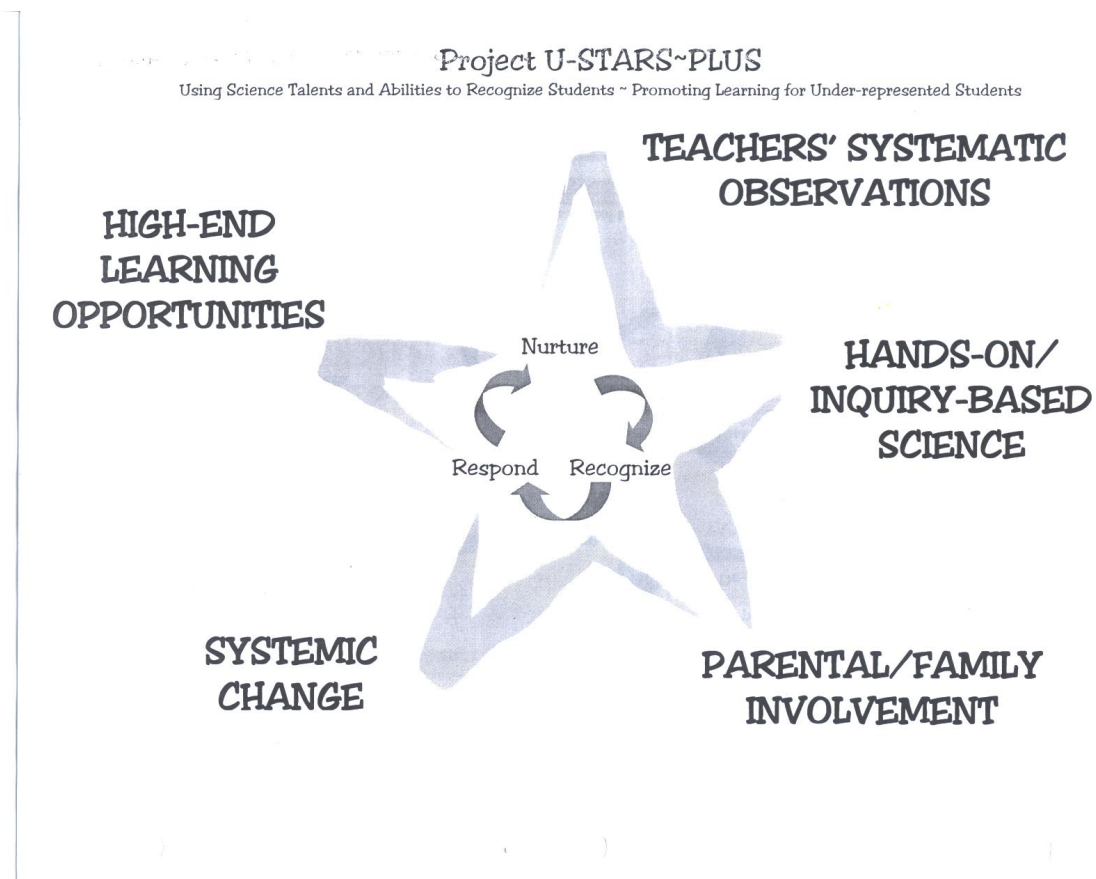 Project U-STARS~PLUS
Using Science Talents and Abilities to Recognize Students ~ Promoting Learning for Under-represented Students
TEACHERS' SYSTEMATIC
OBSERVATIONS
HIGH-END
LEARNING
OPPORTUNITIES
HANDS-ON/
INQUIRY-BASED
SCIENCE
Nurture
Respond
Recognize
SYSTEMIC
CHANGE
PARENTAL/FAMILY
INVOLVEMENT